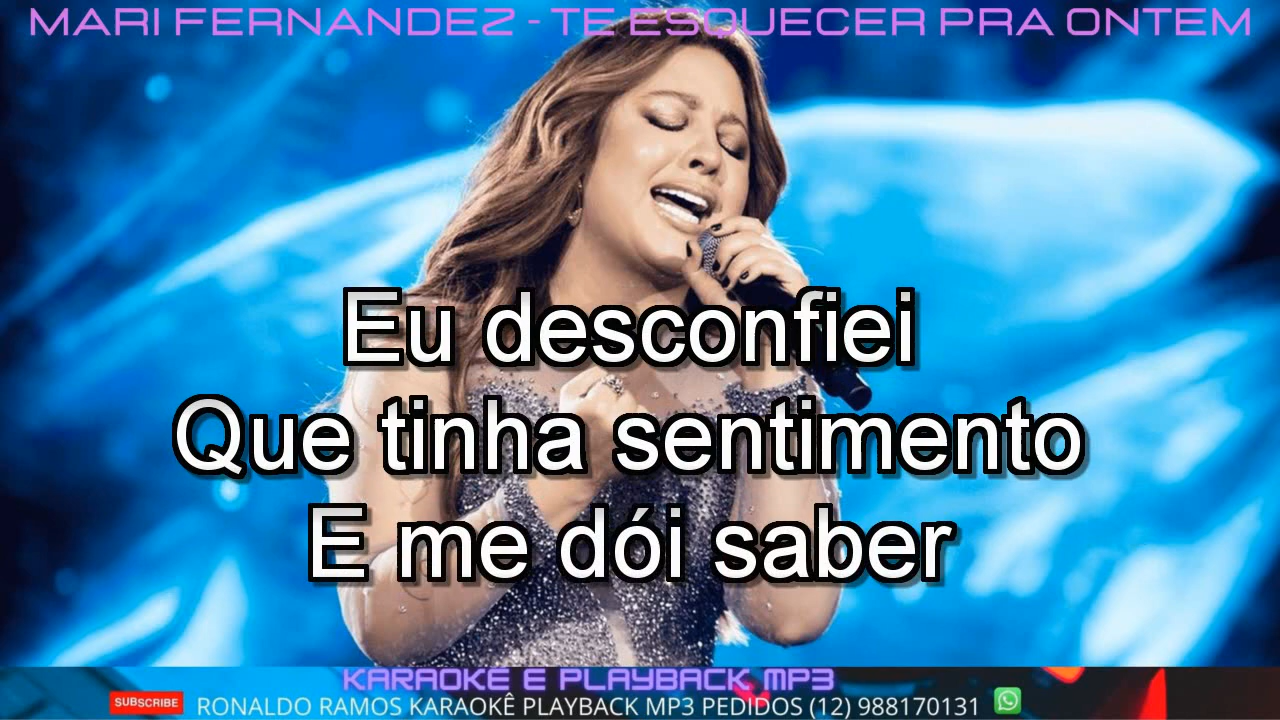 MARI FERNANDEZ - TE ESQUECER PRA ONTEM
Eu desconfiei
Que tinha sentimento
E me dói saber
KARAOKE E PLAYBACK MP3
SUBSCRIBE RONALDO RAMOS KARAOKÊ PLAYBACK MP3 PEDIDOS (12) 988170131